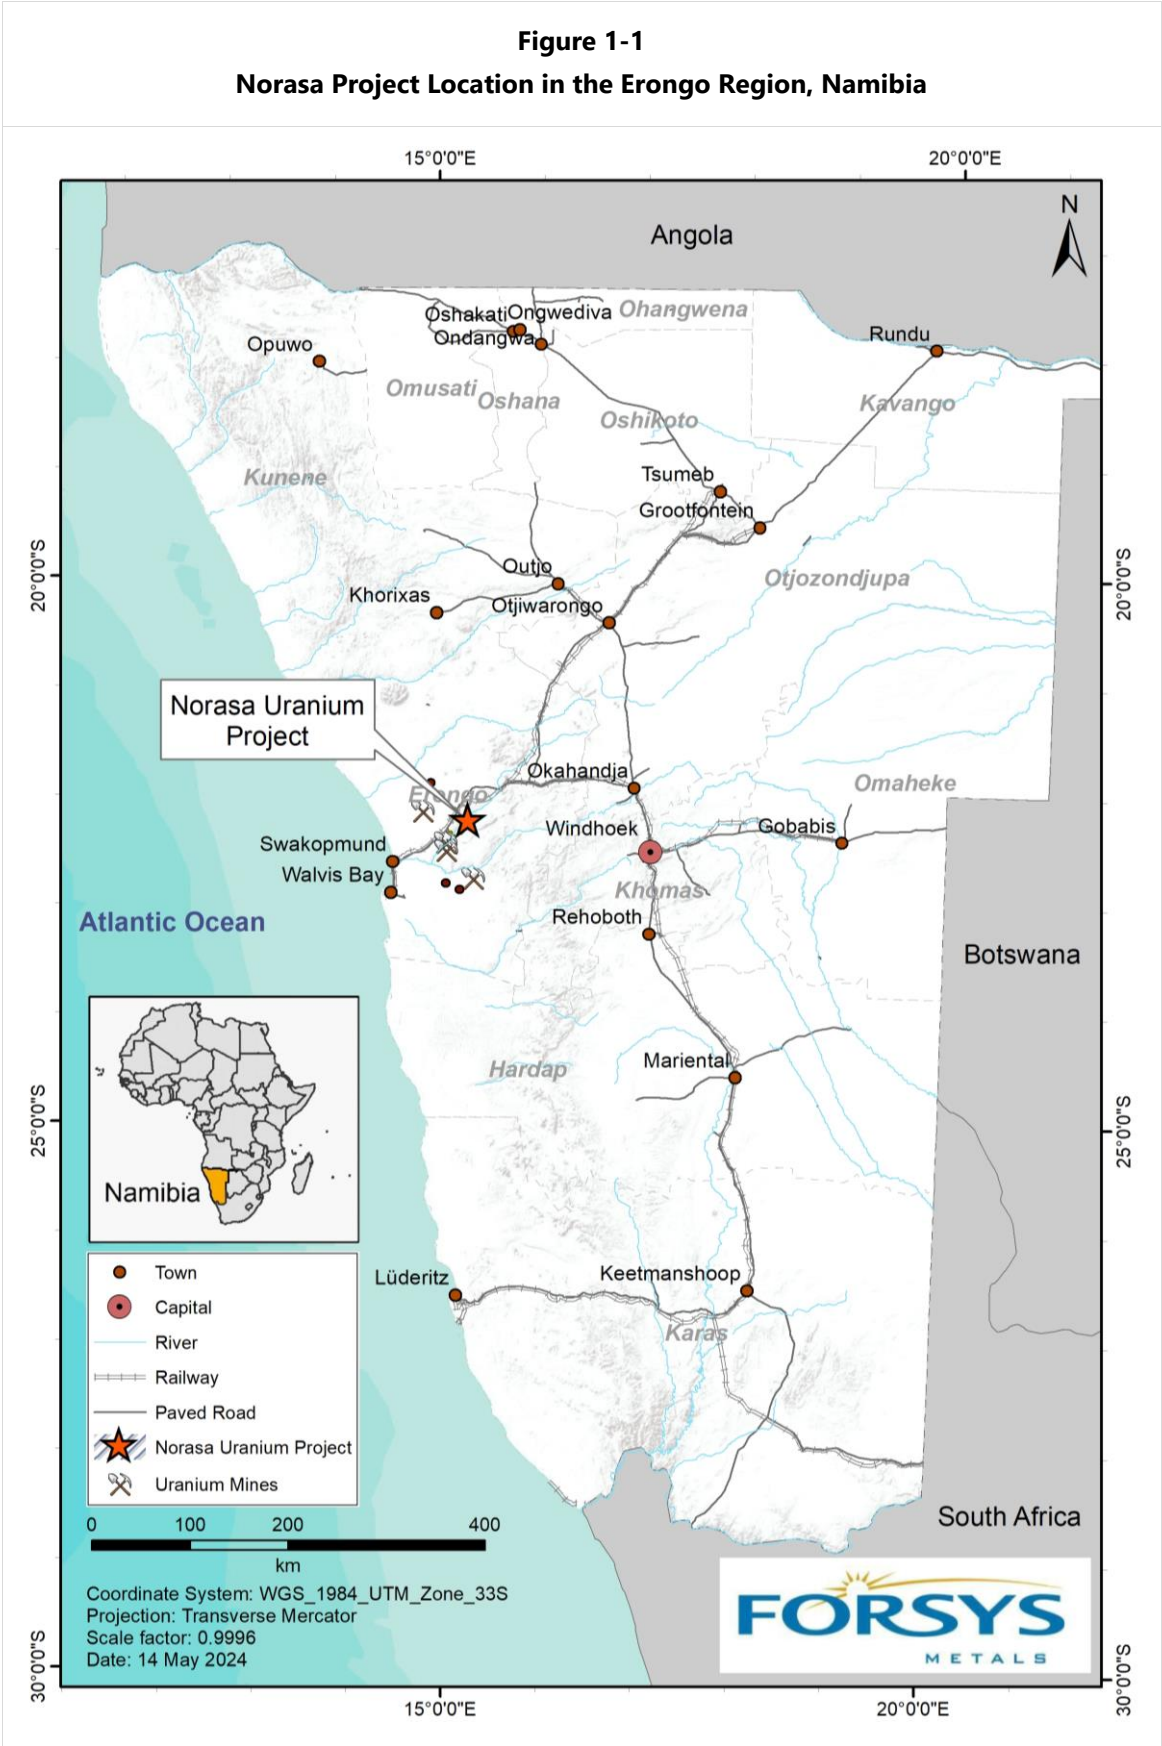 Figure 1-1
Norasa Project Location in the Erongo Region, Namibia
15°0'0"E
20°0'0"E
N
Angola
Oshakati
Ongwediva
Ohangwena
Ondangwa
Rundu
Opuwo
Omusati
Oshana
Kavango
Oshikoto
Kunene
Tsumeb
Grootfontein
20°0'0"S
20°0'0"S
Outjo
Otjozondjupa
Khorixas
Otjiwarongo
Norasa Uranium
Project
Okahandja
Omaheke
Erongo
Windhoek
Gobabis
Swakopmund
Walvis Bay
Khomas
Rehoboth
Atlantic Ocean
Botswana
Mariental
Hardap
25°0'0"S
25°0'0"S
Namibia
Lüderitz
Keetmanshoop
Karas
Town
Capital
River
Railway
Paved Road
Norasa Uranium Project
Uranium Mines
South Africa
0 100 200 400
km
Coordinate System: WGS_1984_UTM_Zone_33S
Projection: Transverse Mercator
Scale factor: 0.9996
Date: 14 May 2024
FORSYS
METALS
30°0'0"S
30°0'0"S
15°0'0"E
20°0'0"E